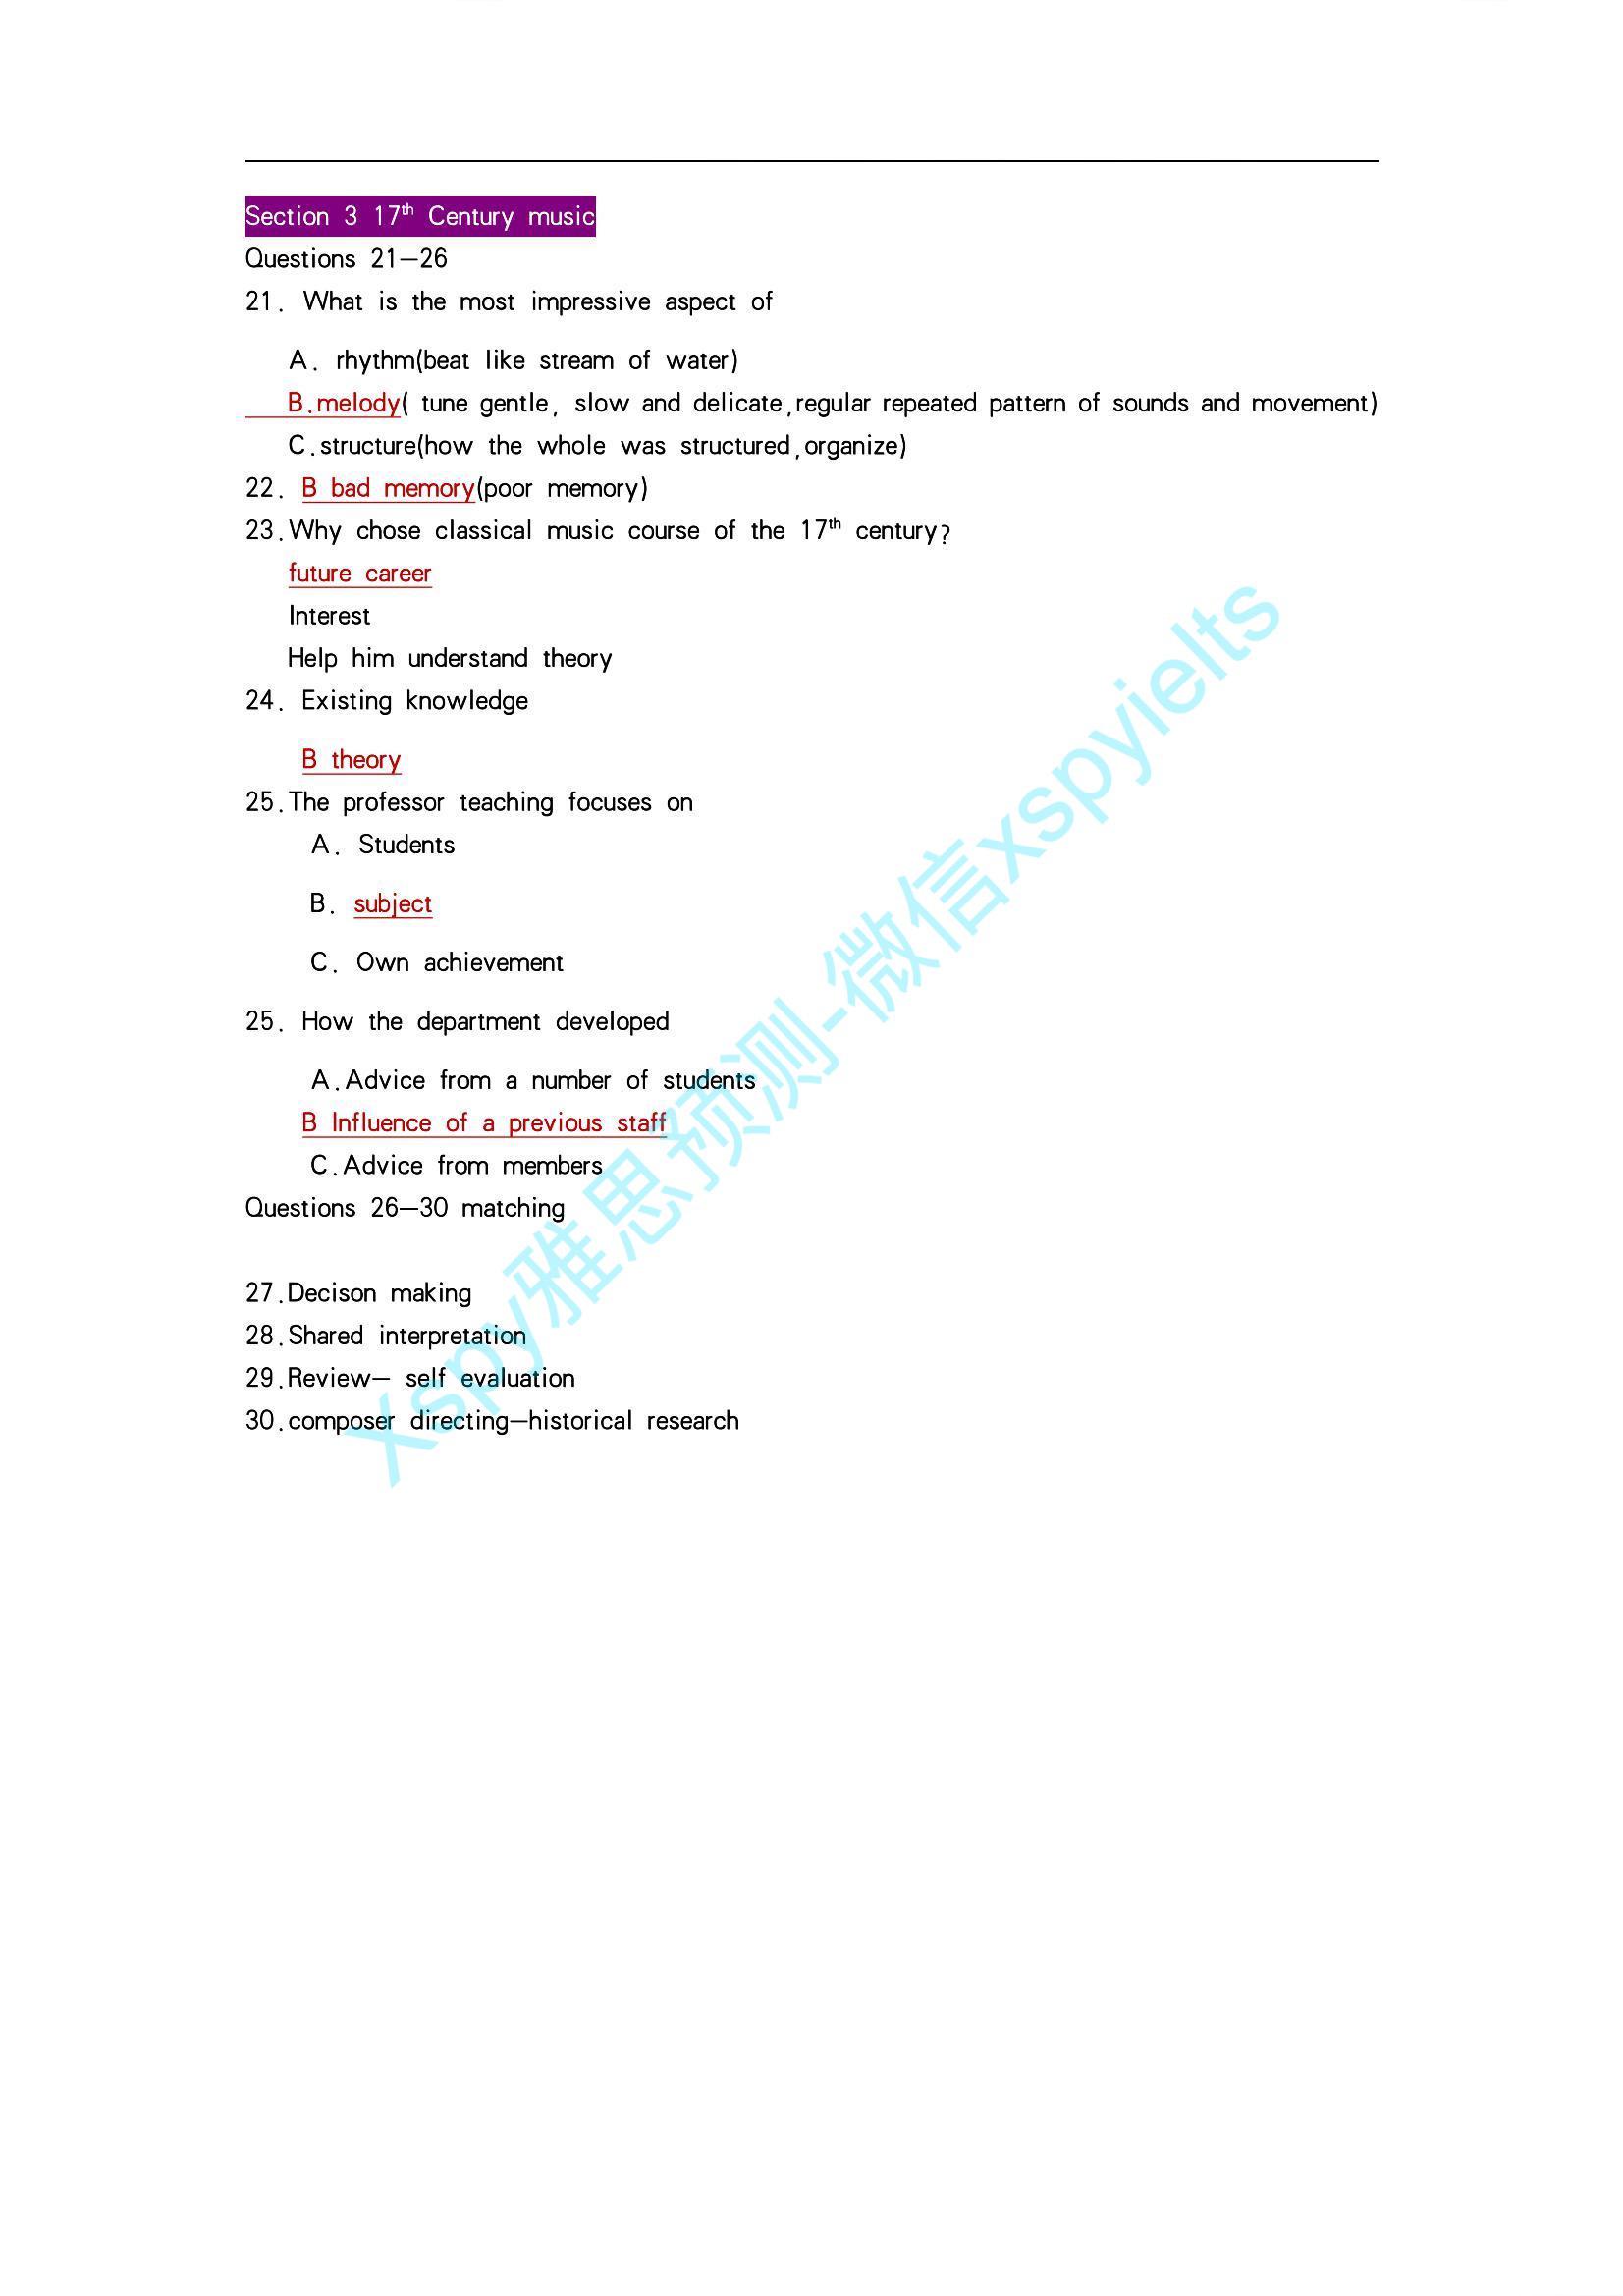 Section 3 17th Century music
Questions 21—26
21. What is the most impressive aspect of
A. rhythm(beat like stream of water)
B.melody( tune gentle, slow and delicate,regular repeated pattern of sounds and movement)
C.structure(how the whole was structured,organize)
22. B bad memory(poor memory)
23.Why chose classical music course of the 17th century?
future career
Interest
Help him understand theory
24. Existing knowledge
B theory
25.The professor teaching focuses on
A. Students
B. subject
C. Own achievement
25. How the department developed
A.Advice from a number of students
B Influence of a previous staff
C.Advice from members
Questions 26—30 matching
27.Decison making
28.Shared interpretation
29.Review— self evaluation
30.composer directing—historical research
Xspy雅思预测-微信xspyielts